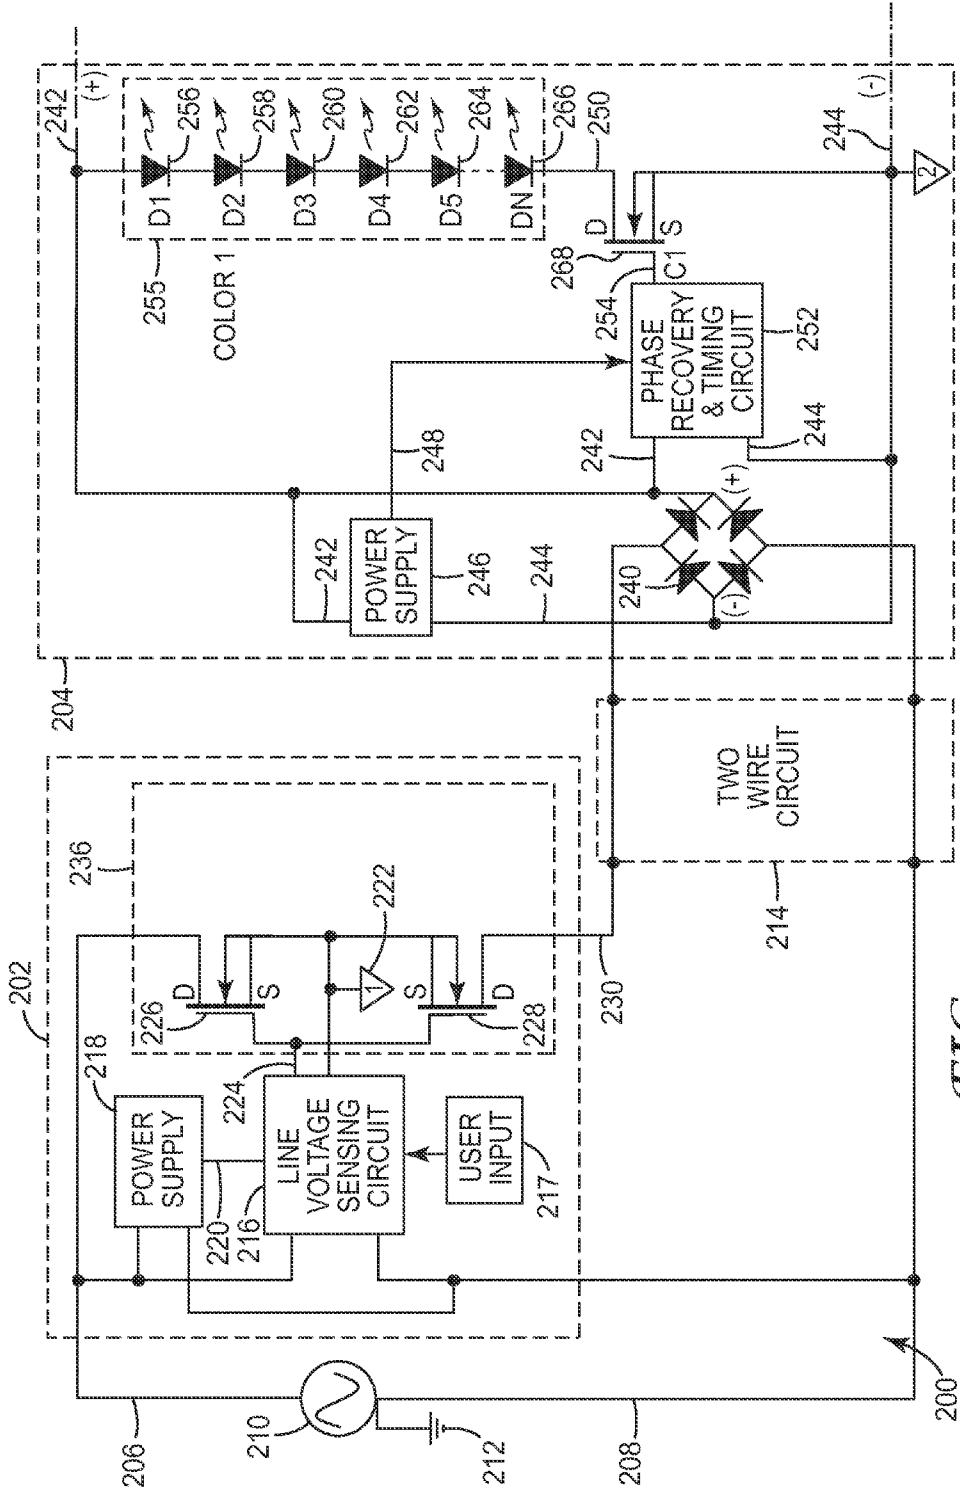 202
204
206
210
212
208
200
POWER
SUPPLY
218
220
216
LINE
VOLTAGE
SENSING
CIRCUIT
USER
INPUT
217
224
236
226
D
S
1
222
S
D
228
230
TWO
WIRE
CIRCUIT
214
242
(+)
255
COLOR 1
D1
256
D2
258
D3
260
D4
262
D5
264
DN
266
250
D
S
268
254
C1
PHASE
RECOVERY
& TIMING
CIRCUIT
252
248
242
244
242
POWER
SUPPLY
246
244
240
(+)
(-)
(-)
244
2